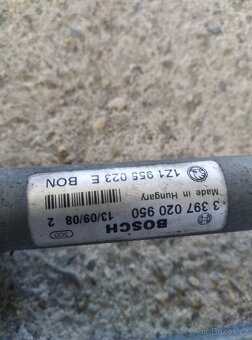 BOSCH
3 397 020 950
Made in Hungary
13/09/08 2
1Z1 955 023 E BON